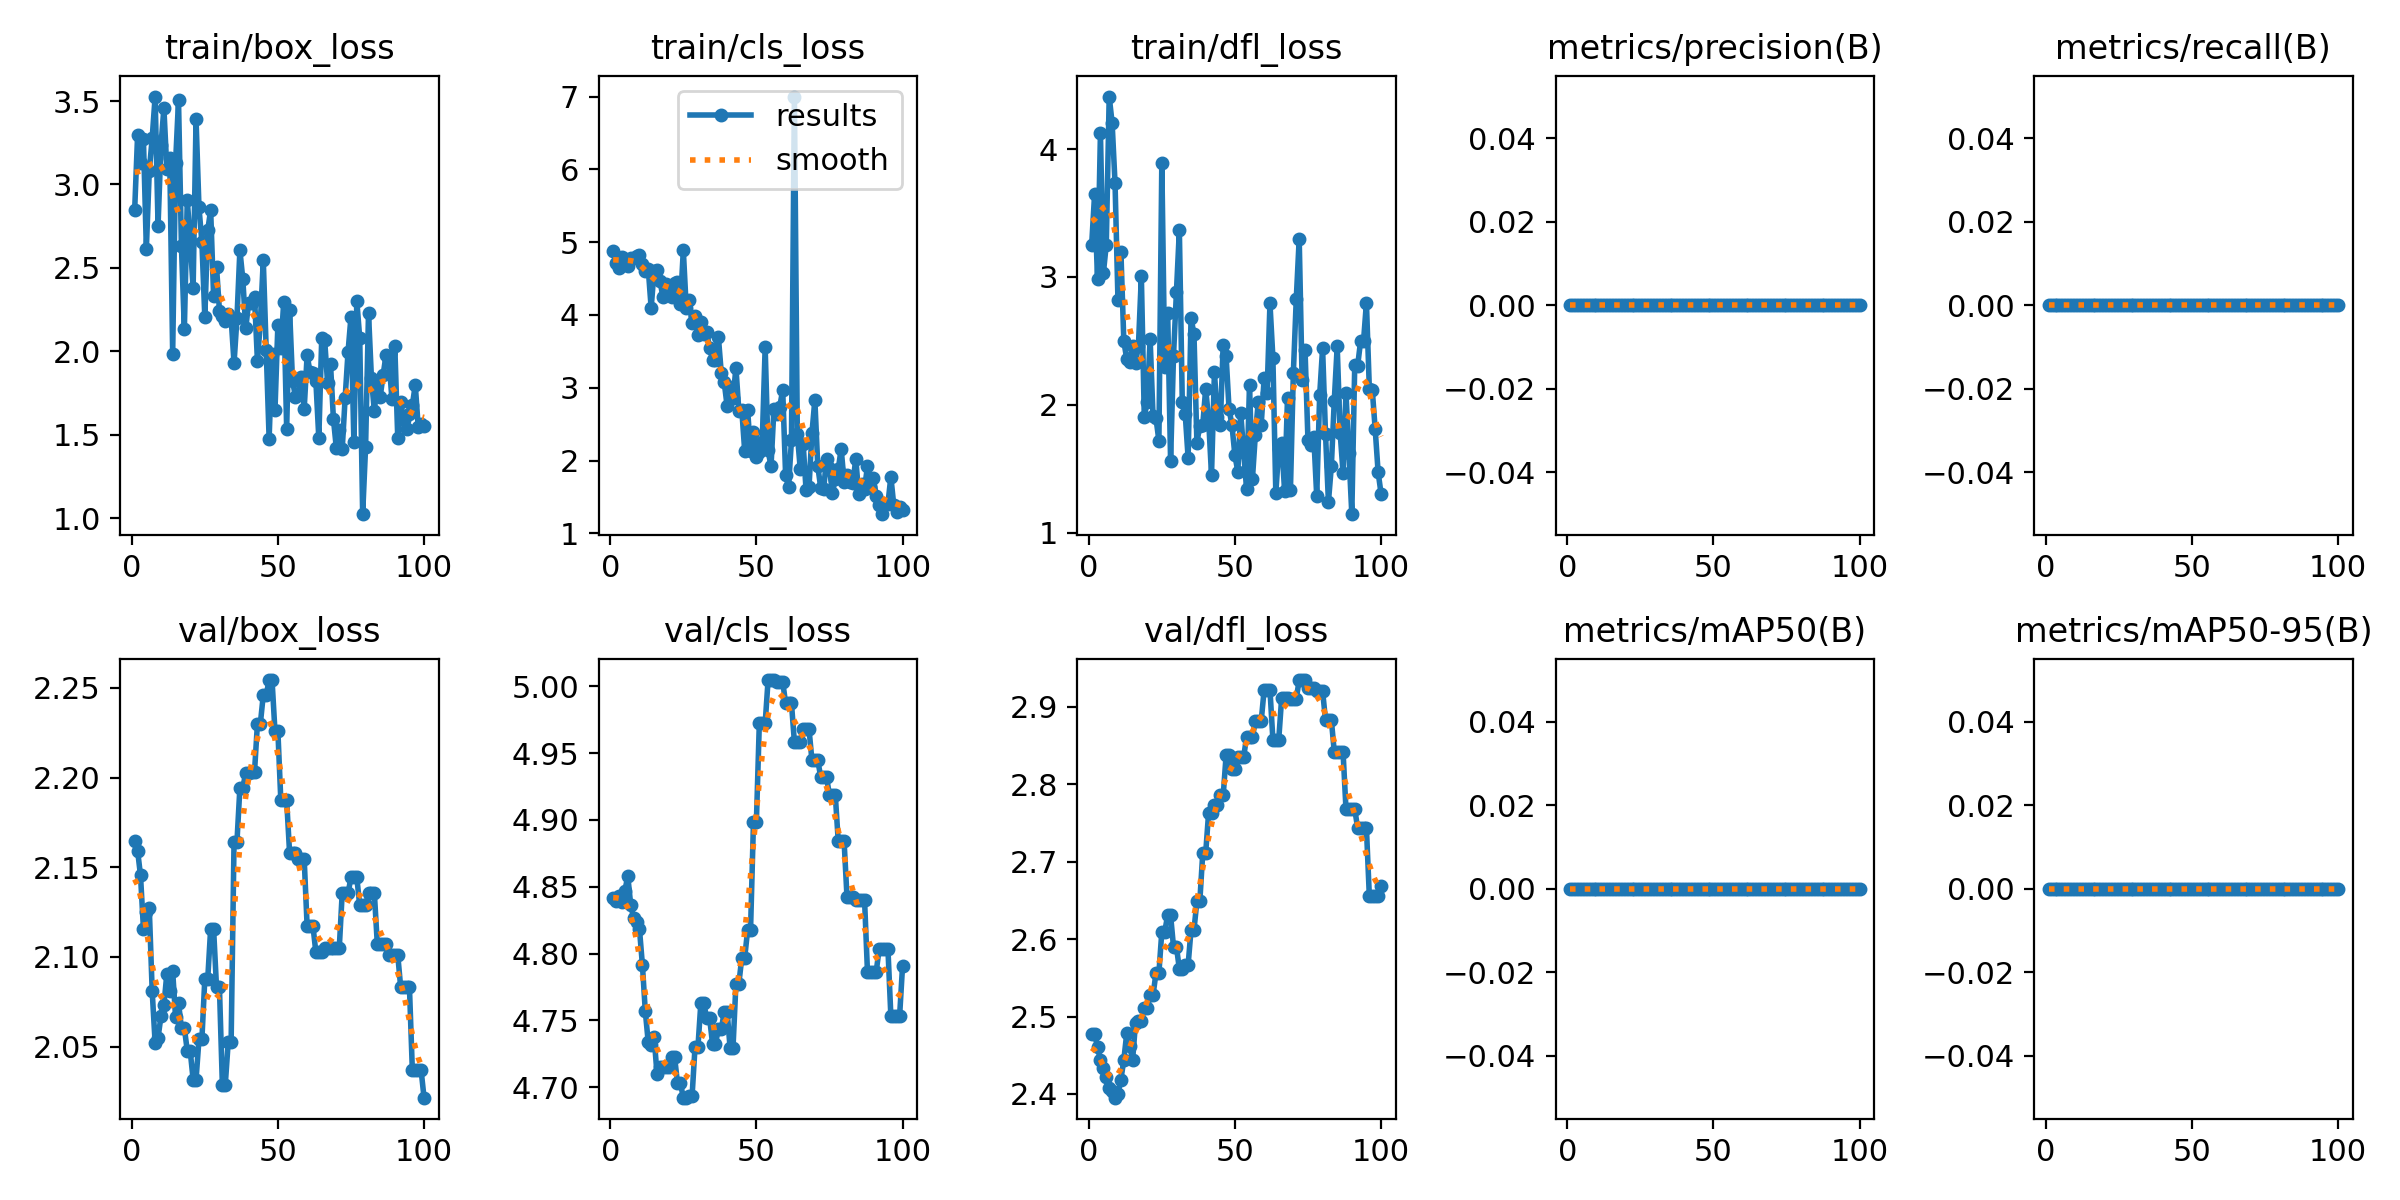 train/box_loss
3.5
3.0
2.5
2.0
1.5
1.0
0 50 100
train/cls_loss
results
smooth
7
6
5
4
3
2
1
0 50 100
train/dfl_loss
4
3
2
1
0 50 100
metrics/precision(B)
0.04
0.02
0.00
−0.02
−0.04
0 50 100
metrics/recall(B)
0.04
0.02
0.00
−0.02
−0.04
0 50 100
val/box_loss
2.25
2.20
2.15
2.10
2.05
0 50 100
val/cls_loss
5.00
4.95
4.90
4.85
4.80
4.75
4.70
0 50 100
val/dfl_loss
2.9
2.8
2.7
2.6
2.5
2.4
0 50 100
metrics/mAP50(B)
0.04
0.02
0.00
−0.02
−0.04
0 50 100
metrics/mAP50-95(B)
0.04
0.02
0.00
−0.02
−0.04
0 50 100